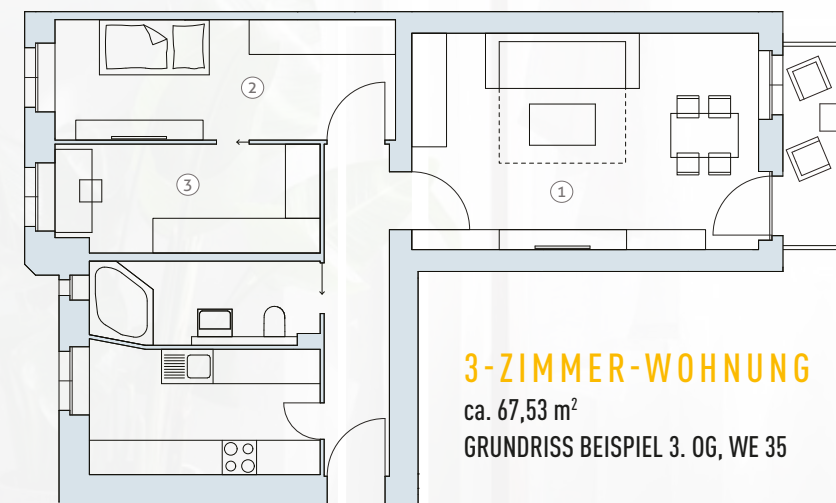 2
3
1
3-ZIMMER-WOHNUNG
ca. 67,53 m²
GRUNDRISS BEISPIEL 3. OG, WE 35